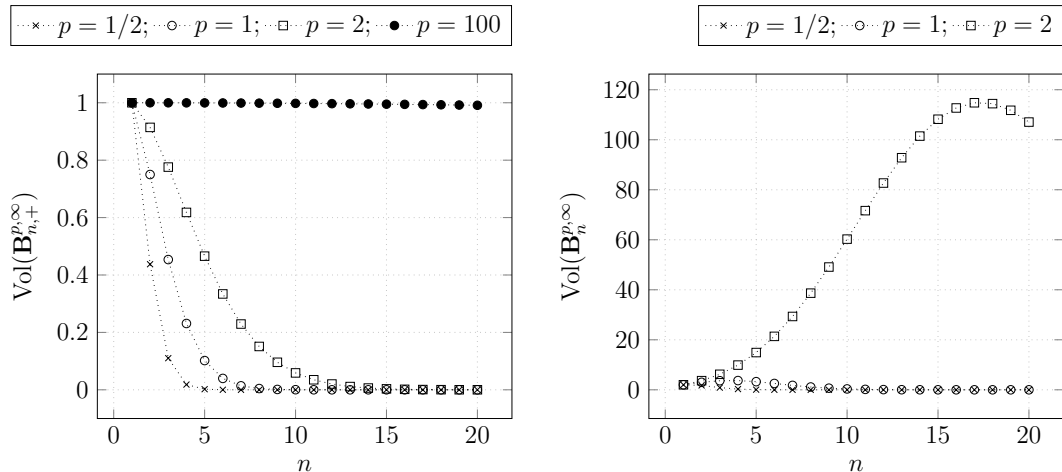 p = 1/2; p = 1; p = 2; p = 100
1
0.8
0.6
0.4
0.2
0
0 5 10 15 20
n
Vol(B_{n,+}^{p,∞})
p = 1/2; p = 1; p = 2
120
100
80
60
40
20
0
0 5 10 15 20
n
Vol(B_n^{p,∞})